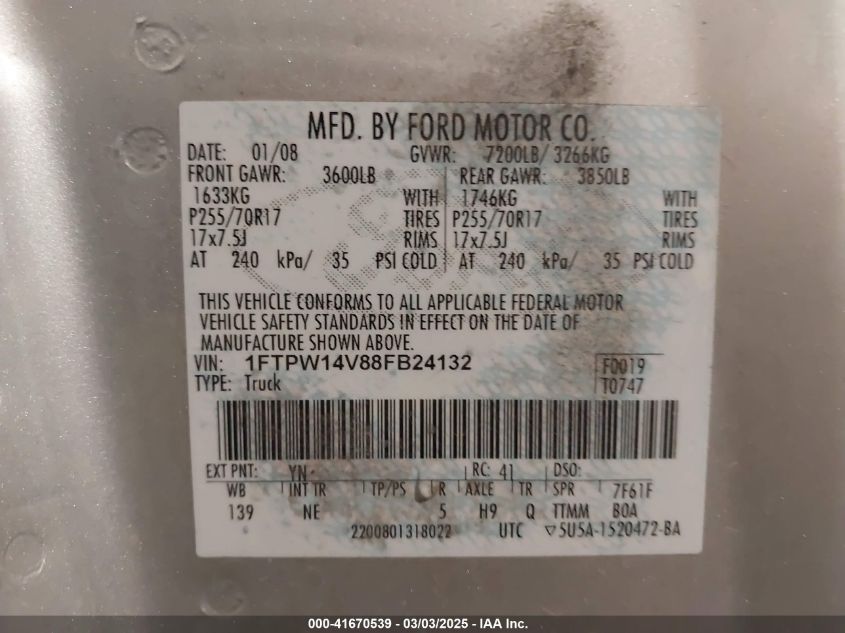 MFD. BY FORD MOTOR CO.
DATE: 01/08 GVWR: 7200LB/ 3266KG
FRONT GAWR: 3600LB REAR GAWR: 3850LB
1633KG WITH 1746KG WITH
P255/70R17 TIRES P255/70R17 TIRES
17x7.5J RIMS 17x7.5J RIMS
AT 240 kPa/ 35 PSI COLD AT 240 kPa/ 35 PSI COLD
THIS VEHICLE CONFORMS TO ALL APPLICABLE FEDERAL MOTOR
VEHICLE SAFETY STANDARDS IN EFFECT ON THE DATE OF
MANUFACTURE SHOWN ABOVE.
VIN: 1FTPW14V88FB24132 F0019
TYPE: Truck T0747
EXT PNT: YN RC: 41 DSO:
WB INT TR TP/PS R AXLE TR SPR 7F61F
139 NE 5 H9 Q TTMM BOA
2200801318022 UTC ▽5U5A-1520472-BA
000-41670539 | 03/03/2025 - IAA Inc.